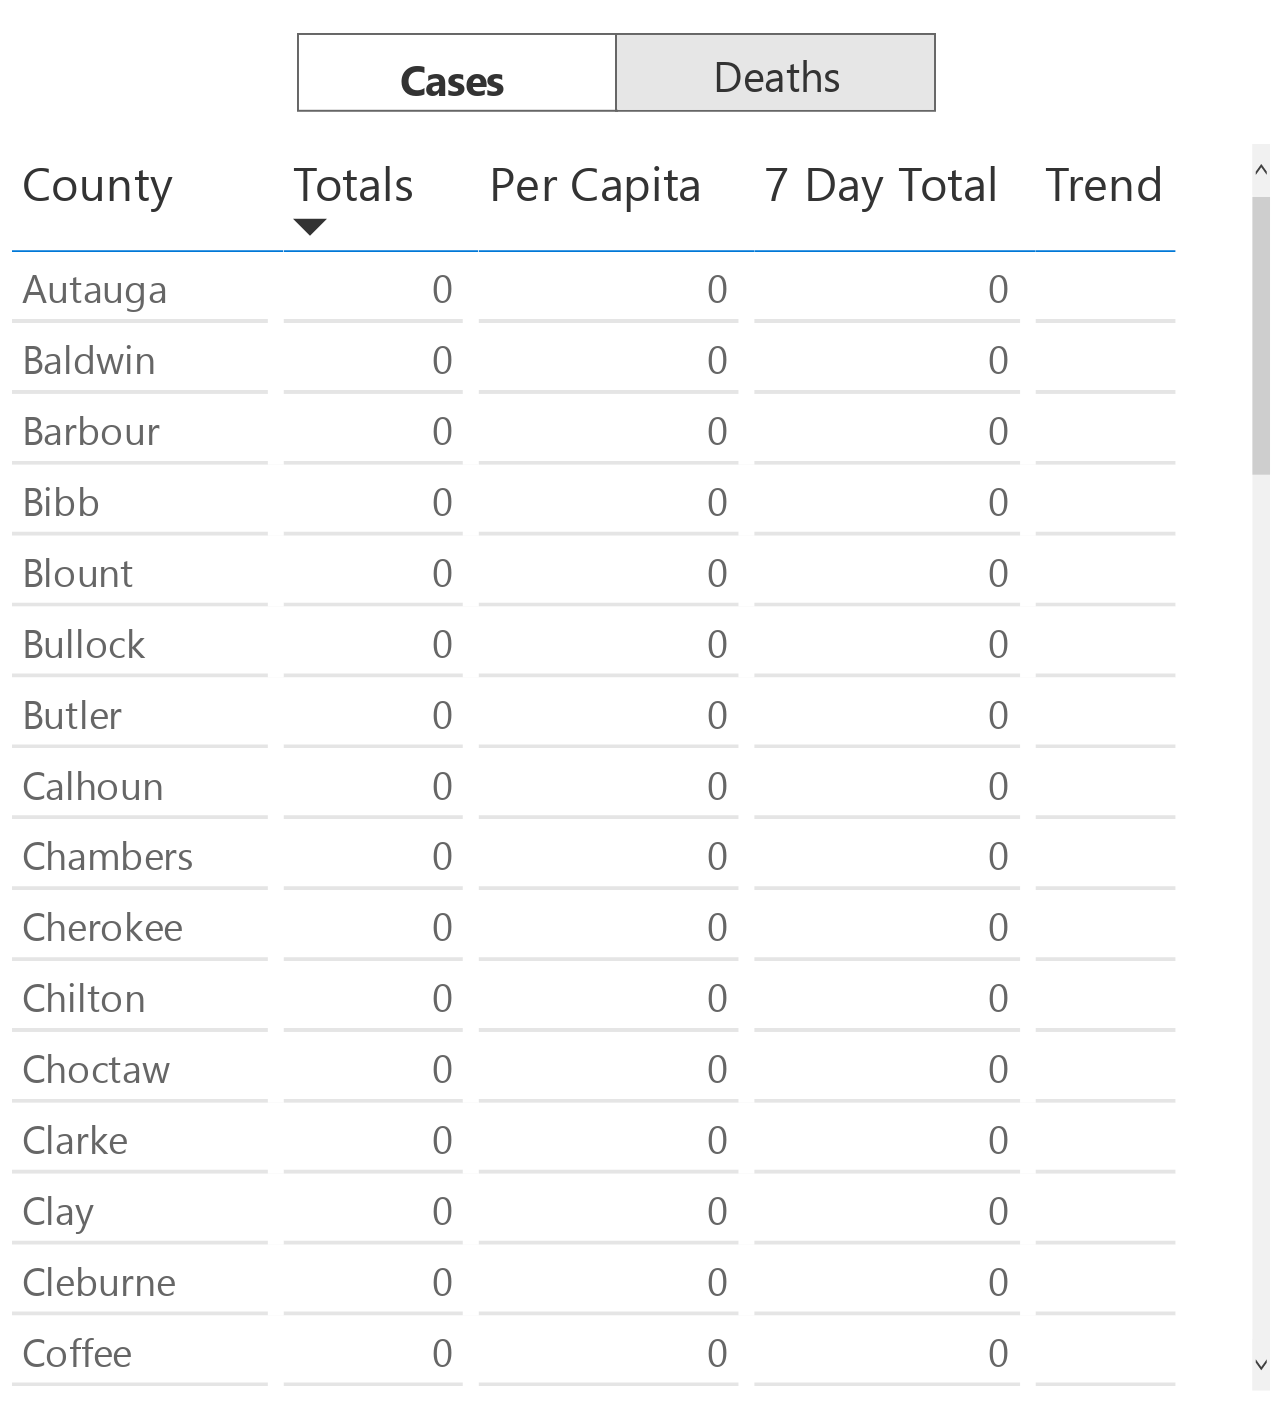 Cases Deaths
County Totals Per Capita 7 Day Total Trend
Autauga 0 0 0
Baldwin 0 0 0
Barbour 0 0 0
Bibb 0 0 0
Blount 0 0 0
Bullock 0 0 0
Butler 0 0 0
Calhoun 0 0 0
Chambers 0 0 0
Cherokee 0 0 0
Chilton 0 0 0
Choctaw 0 0 0
Clarke 0 0 0
Clay 0 0 0
Cleburne 0 0 0
Coffee 0 0 0